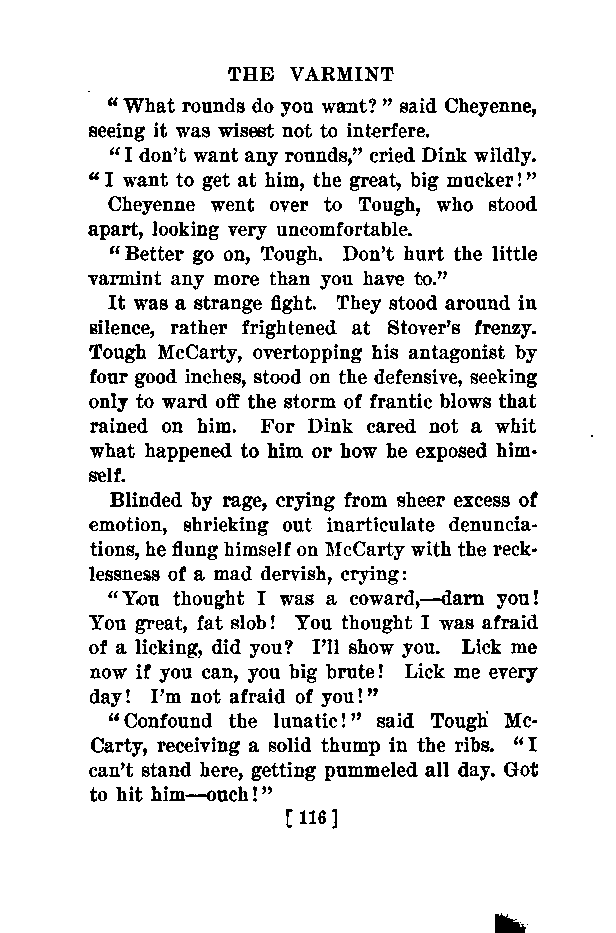 THE VARMINT
“What rounds do you want?” said Cheyenne,
seeing it was wisest not to interfere.
“I don’t want any rounds,” cried Dink wildly.
“I want to get at him, the great, big mucker!”
Cheyenne went over to Tough, who stood
apart, looking very uncomfortable.
“Better go on, Tough. Don’t hurt the little
varmint any more than you have to.”
It was a strange fight. They stood around in
silence, rather frightened at Stover’s frenzy.
Tough McCarty, overtopping his antagonist by
four good inches, stood on the defensive, seeking
only to ward off the storm of frantic blows that
rained on him. For Dink cared not a whit
what happened to him or how he exposed him-
self.
Blinded by rage, crying from sheer excess of
emotion, shrieking out inarticulate denuncia-
tions, he flung himself on McCarty with the reck-
lessness of a mad dervish, crying:
“You thought I was a coward,—darn you!
You great, fat slob! You thought I was afraid
of a licking, did you? I’ll show you. Lick me
now if you can, you big brute! Lick me every
day! I’m not afraid of you!”
“Confound the lunatic!” said Tough Mc-
Carty, receiving a solid thump in the ribs. “I
can’t stand here, getting pummeled all day. Got
to hit him—ouch!”
[ 116 ]